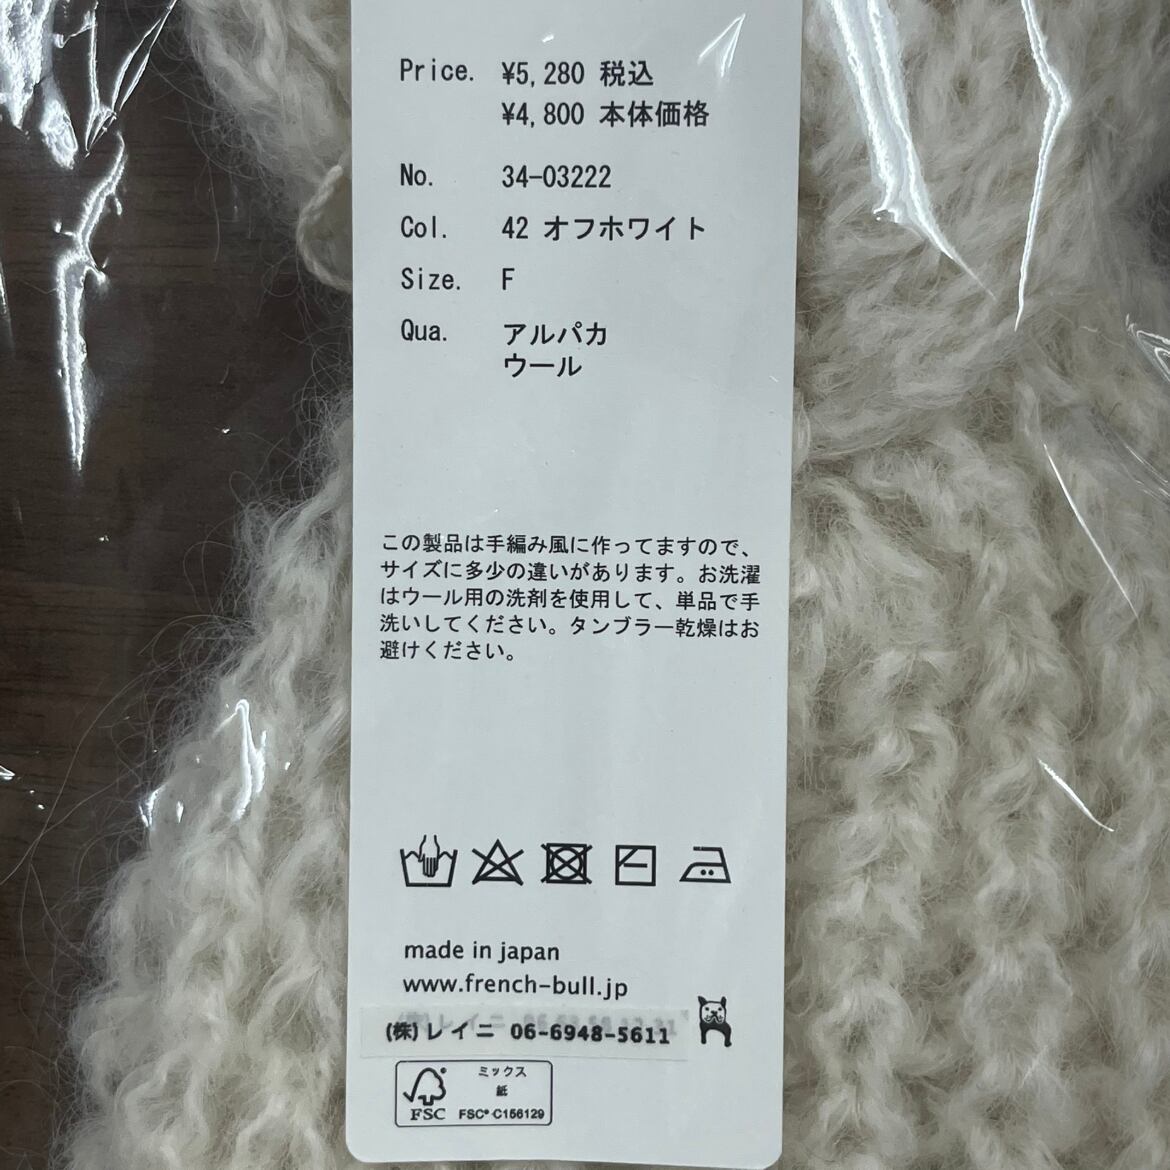 Price. ¥5,280 税込
¥4,800 本体価格
No. 34-03222
Col. 42 オフホワイト
Size. F
Qua. アルパカ
ウール
この製品は手編み風に作ってますので、
サイズに多少の違いがあります。お洗濯
はウール用の洗剤を使用して、単品で手
洗いしてください。タンブラー乾燥はお
避けください。
made in japan
www.french-bull.jp
(株)レイニ 06-6948-5611
ミックス
紙
FSC FSC® C156129